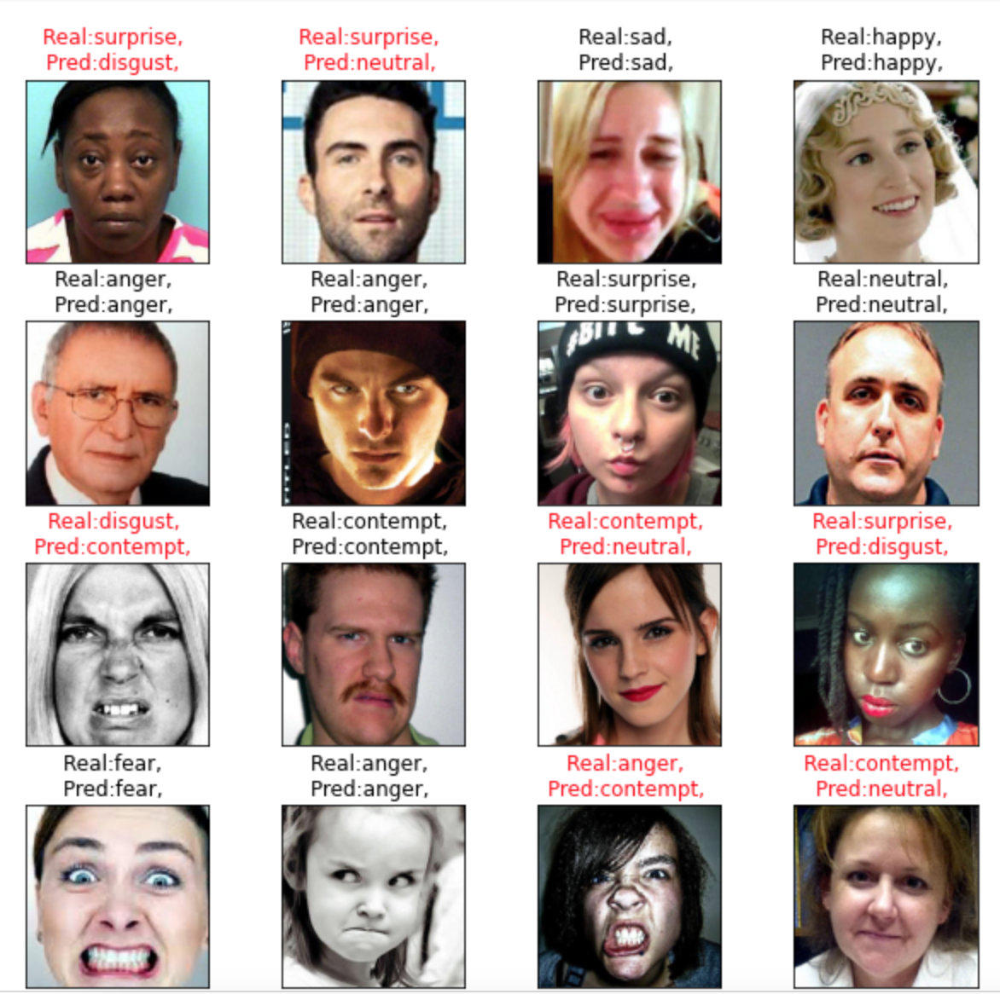 Real:surprise,
Pred:disgust,
Real:surprise,
Pred:neutral,
Real:sad,
Pred:sad,
Real:happy,
Pred:happy,
Real:anger,
Pred:anger,
Real:anger,
Pred:anger,
Real:surprise,
Pred:surprise,
Real:neutral,
Pred:neutral,
ME
Real:disgust,
Pred:contempt,
Real:contempt,
Pred:contempt,
Real:contempt,
Pred:neutral,
Real:surprise,
Pred:disgust,
Real:fear,
Pred:fear,
Real:anger,
Pred:anger,
Real:anger,
Pred:contempt,
Real:contempt,
Pred:neutral,